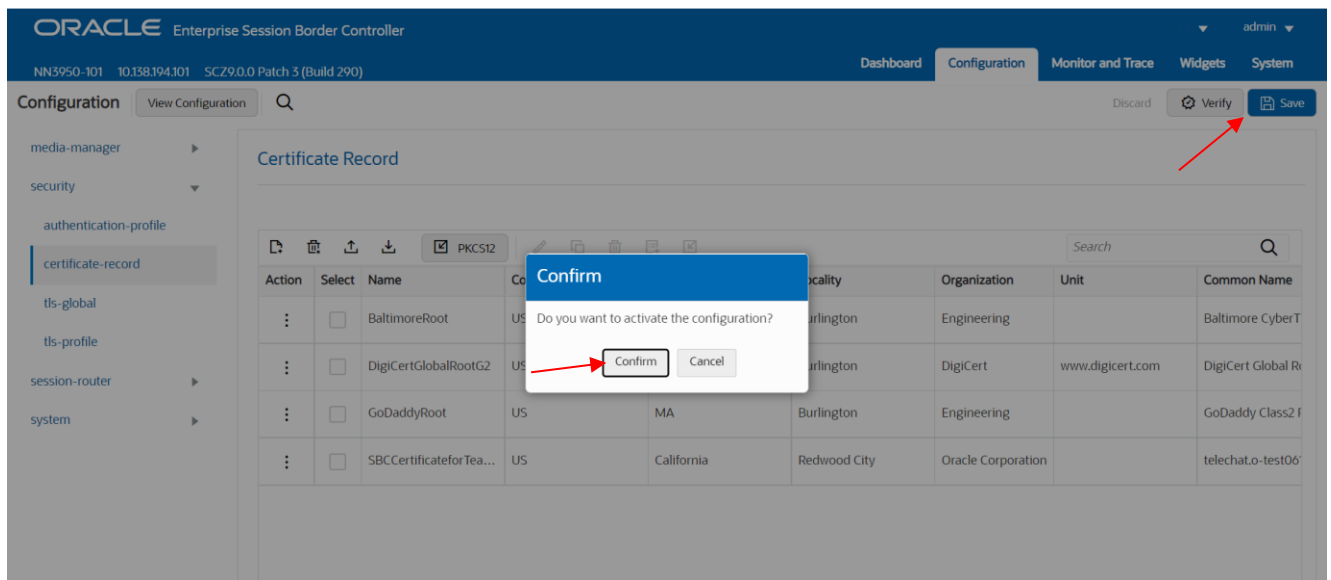 ORACLE Enterprise Session Border Controller
admin
NN3950-101 10.138.194.101 SCZ9.0.0 Patch 3 (Build 290)
Dashboard Configuration Monitor and Trace Widgets System
Configuration View Configuration Discard Verify Save
media-manager
security
authentication-profile
certificate-record
tls-global
tls-profile
session-router
system
Certificate Record
PKCS12 Search
Action Select Name Co ocality Organization Unit Common Name
BaltimoreRoot US urlington Engineering Baltimore CyberT
DigiCertGlobalRootG2 US urlington DigiCert www.digicert.com DigiCert Global Ro
GoDaddyRoot US MA Burlington Engineering GoDaddy Class2
SBCCertificateforTea... US California Redwood City Oracle Corporation telechat.o-test06
Confirm
Do you want to activate the configuration?
Confirm Cancel